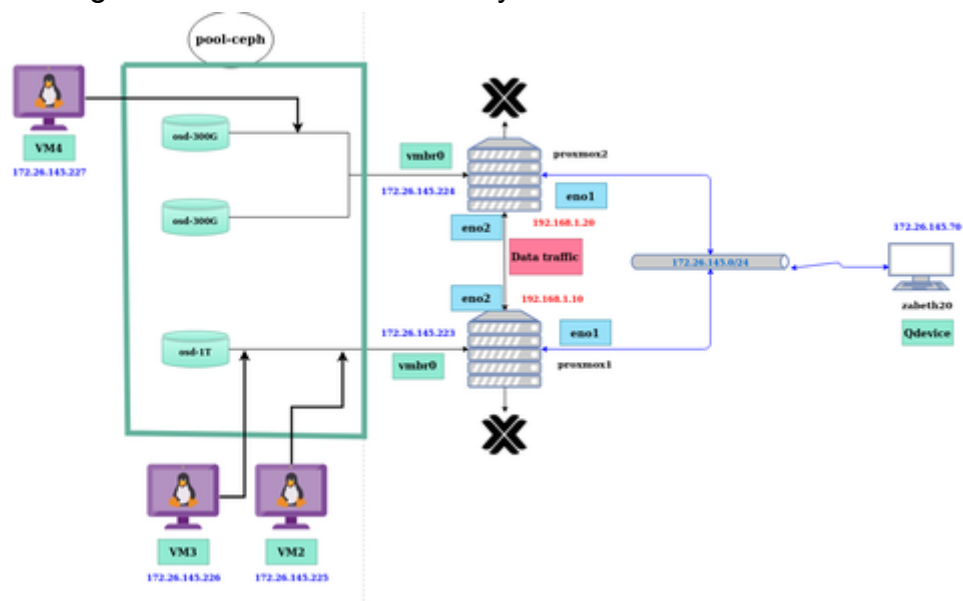 pool-ceph
VM4
172.26.145.227
osd-300G
osd-300G
vmbr0
172.26.145.224
proxmox2
eno1
eno2
192.168.1.20
Data traffic
172.26.145.0/24
172.26.145.70
zabeth20
Qdevice
eno2
192.168.1.10
172.26.145.223
eno1
osd-1T
vmbr0
proxmox1
VM3
172.26.145.226
VM2
172.26.145.225